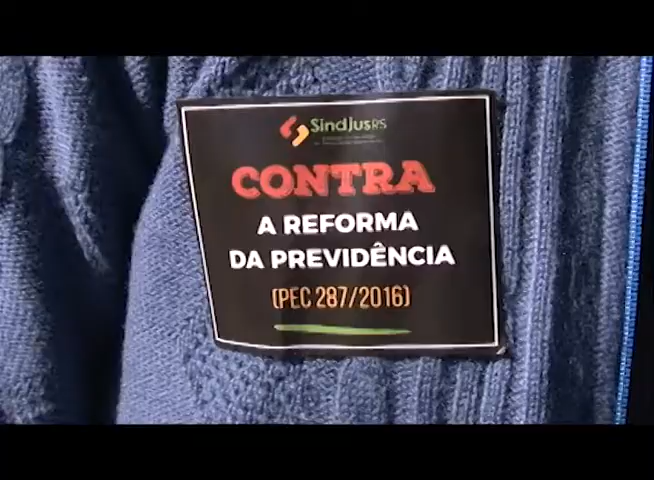 SindJusRS
CONTRA
A REFORMA
DA PREVIDÊNCIA
(PEC 287/2016)